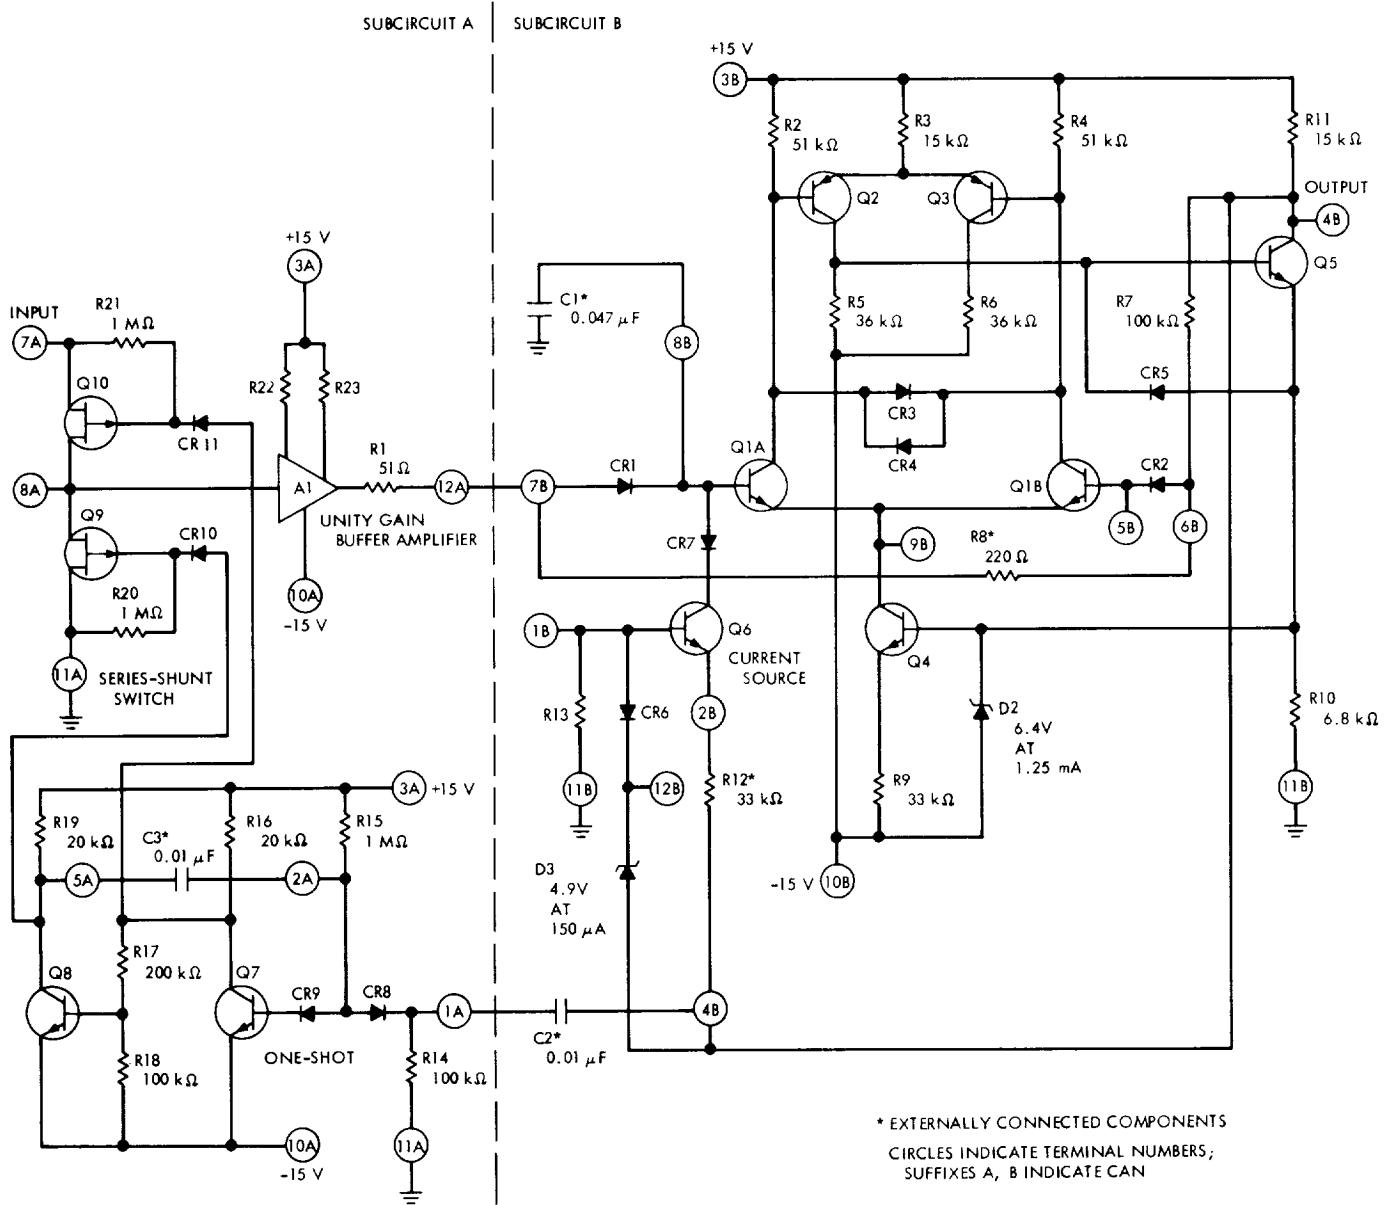 SUBCIRCUIT A
SUBCIRCUIT B
+15 V
3B
R2
51 kΩ
R3
15 kΩ
R4
51 kΩ
R11
15 kΩ
Q2
Q3
OUTPUT
4B
Q5
+15 V
3A
C1*
0.047 μF
8B
R5
36 kΩ
R6
36 kΩ
R7
100 kΩ
INPUT
7A
R21
1 MΩ
Q10
CR11
R22
R23
CR5
CR3
CR4
8A
A1
R1
51 Ω
12A
7B
CR1
Q1A
Q1B
CR2
5B
6B
UNITY GAIN
BUFFER AMPLIFIER
Q9
CR10
CR7
9B
R8*
220 Ω
R20
1 MΩ
10A
-15 V
1B
Q6
CURRENT
SOURCE
Q4
11A
SERIES-SHUNT
SWITCH
R13
CR6
2B
D2
6.4V
AT
1.25 mA
R10
6.8 kΩ
11B
12B
R12*
33 kΩ
R9
33 kΩ
11B
3A
+15 V
R19
20 kΩ
R16
20 kΩ
R15
1 MΩ
C3*
0.01 μF
5A
2A
D3
4.9V
AT
150 μA
-15 V
10B
R17
200 kΩ
Q8
Q7
CR9
CR8
1A
4B
C2*
0.01 μF
R18
100 kΩ
ONE-SHOT
R14
100 kΩ
10A
-15 V
11A
* EXTERNALLY CONNECTED COMPONENTS
CIRCLES INDICATE TERMINAL NUMBERS;
SUFFIXES A, B INDICATE CAN